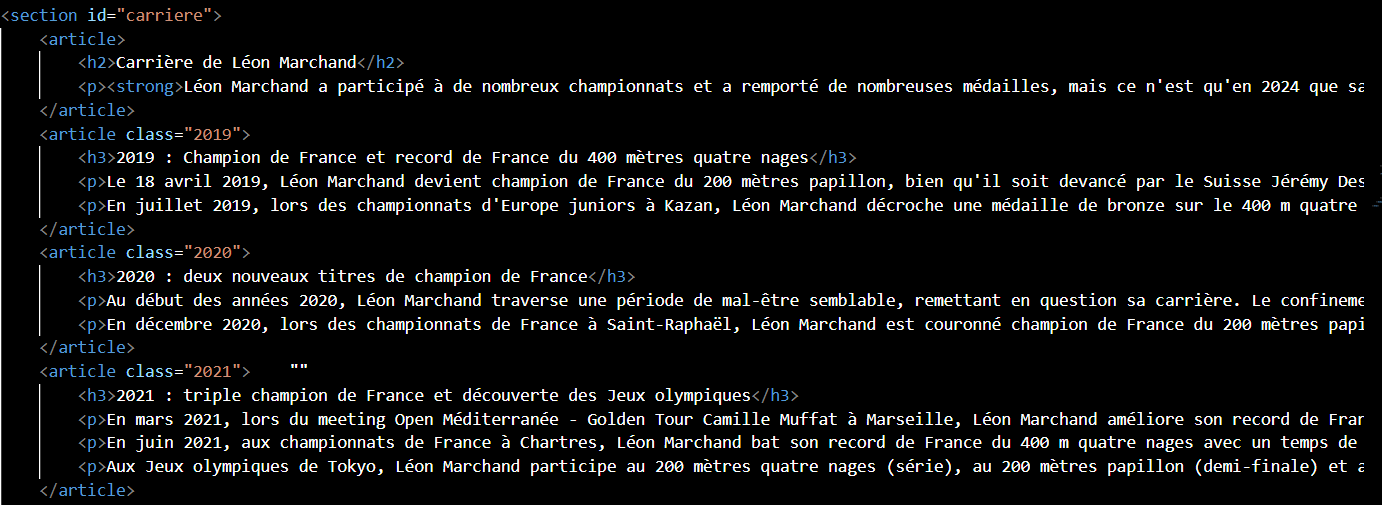 <section id="carriere">
<article>
<h2>Carrière de Léon Marchand</h2>
<p><strong>Léon Marchand a participé à de nombreux championnats et a remporté de nombreuses médailles, mais ce n'est qu'en 2024 que sa
</article>
<article class="2019">
<h3>2019 : Champion de France et record de France du 400 mètres quatre nages</h3>
<p>Le 18 avril 2019, Léon Marchand devient champion de France du 200 mètres papillon, bien qu'il soit devancé par le Suisse Jérémy Des
<p>En juillet 2019, lors des championnats d'Europe juniors à Kazan, Léon Marchand décroche une médaille de bronze sur le 400 m quatre
</article>
<article class="2020">
<h3>2020 : deux nouveaux titres de champion de France</h3>
<p>Au début des années 2020, Léon Marchand traverse une période de mal-être semblable, remettant en question sa carrière. Le confineme
<p>En décembre 2020, lors des championnats de France à Saint-Raphaël, Léon Marchand est couronné champion de France du 200 mètres papi
</article>
<article class="2021">    ""
<h3>2021 : triple champion de France et découverte des Jeux olympiques</h3>
<p>En mars 2021, lors du meeting Open Méditerranée - Golden Tour Camille Muffat à Marseille, Léon Marchand améliore son record de Fran
<p>En juin 2021, aux championnats de France à Chartres, Léon Marchand bat son record de France du 400 m quatre nages avec un temps de
<p>Aux Jeux olympiques de Tokyo, Léon Marchand participe au 200 mètres quatre nages (série), au 200 mètres papillon (demi-finale) et a
</article>